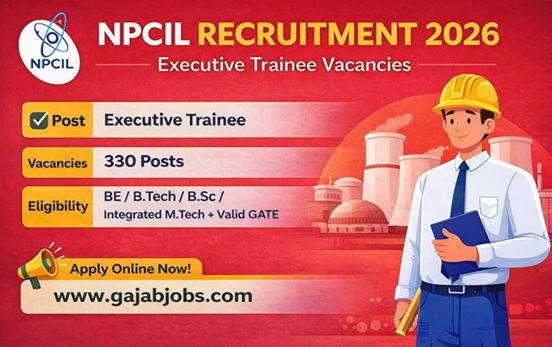 NPCIL
NPCIL RECRUITMENT 2026
Executive Trainee Vacancies
Post Executive Trainee
Vacancies 330 Posts
Eligibility BE / B.Tech / B.Sc /
Integrated M.Tech + Valid GATE
Apply Online Now!
www.gajabjobs.com